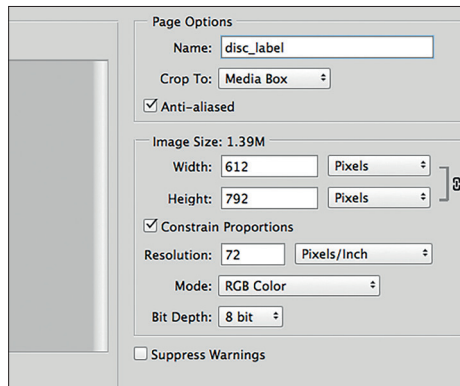 Page Options
Name: disc_label
Crop To: Media Box
Anti-aliased
Image Size: 1.39M
Width: 612 Pixels
Height: 792 Pixels
Constrain Proportions
Resolution: 72 Pixels/Inch
Mode: RGB Color
Bit Depth: 8 bit
Suppress Warnings